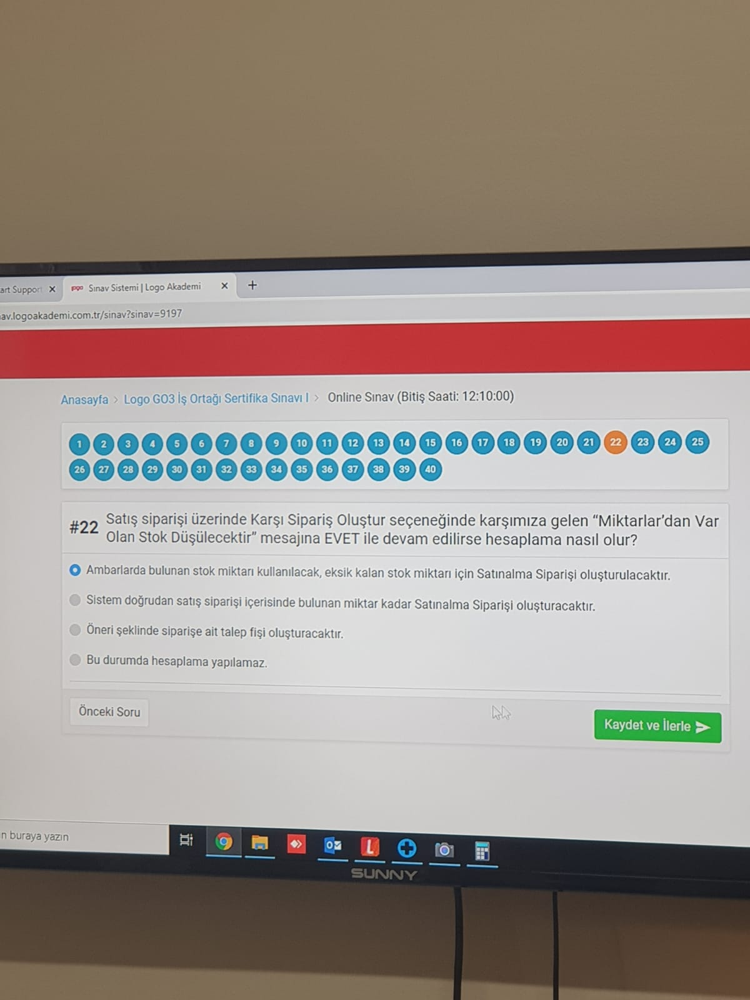 art Support
Sınav Sistemi | Logo Akademi
av.logoakademi.com.tr/sinav?sinav=9197
Anasayfa > Logo GO3 İş Ortağı Sertifika Sınavı I > Online Sınav (Bitiş Saati: 12:10:00)
1 2 3 4 5 6 7 8 9 10 11 12 13 14 15 16 17 18 19 20 21 22 23 24 25
26 27 28 29 30 31 32 33 34 35 36 37 38 39 40
#22 Satış siparişi üzerinde Karşı Sipariş Oluştur seçeneğinde karşımıza gelen “Miktarlar’dan Var
Olan Stok Düşülecektir” mesajına EVET ile devam edilirse hesaplama nasıl olur?
Ambarlarda bulunan stok miktarı kullanılacak, eksik kalan stok miktarı için Satınalma Siparişi oluşturulacaktır.
Sistem doğrudan satış siparişi içerisinde bulunan miktar kadar Satınalma Siparişi oluşturacaktır.
Öneri şeklinde siparişe ait talep fişi oluşturacaktır.
Bu durumda hesaplama yapılamaz.
Önceki Soru
Kaydet ve İlerle
n buraya yazın
SUNNY